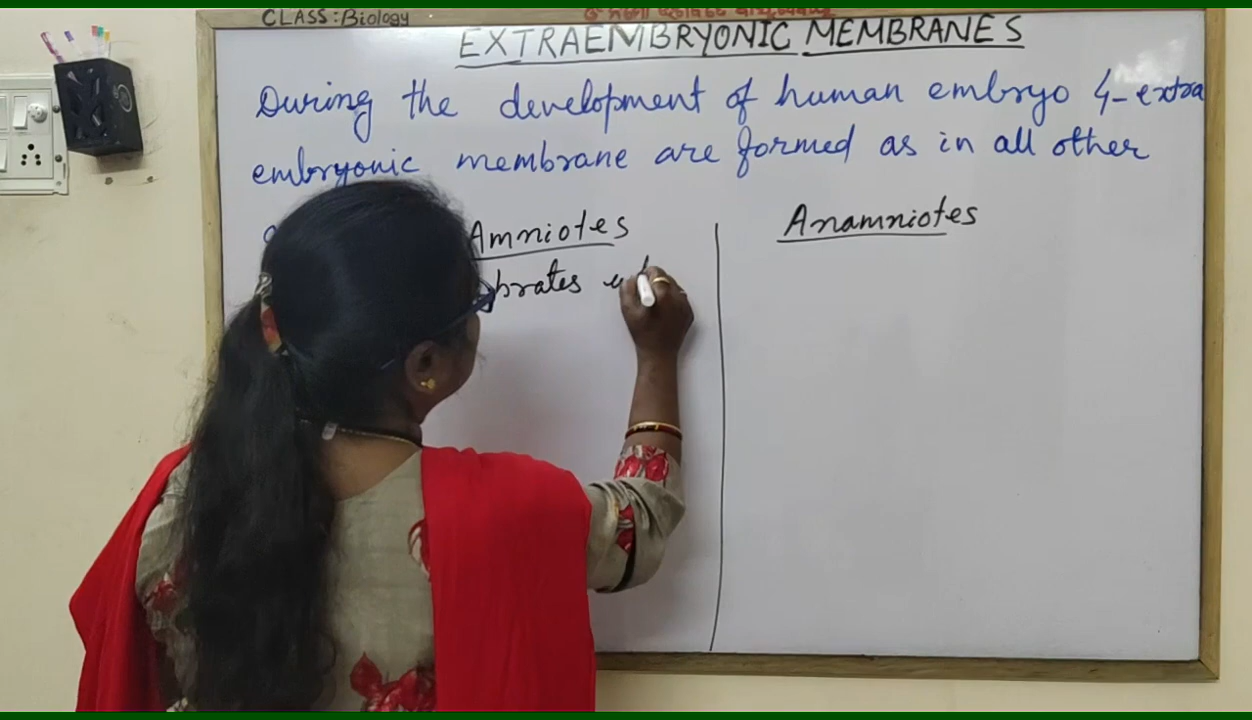 CLASS: Biology
EXTRAEMBRYONIC MEMBRANES
During the development of human embryo 4-extra
embryonic membrane are formed as in all other
Amniotes
Anamniotes